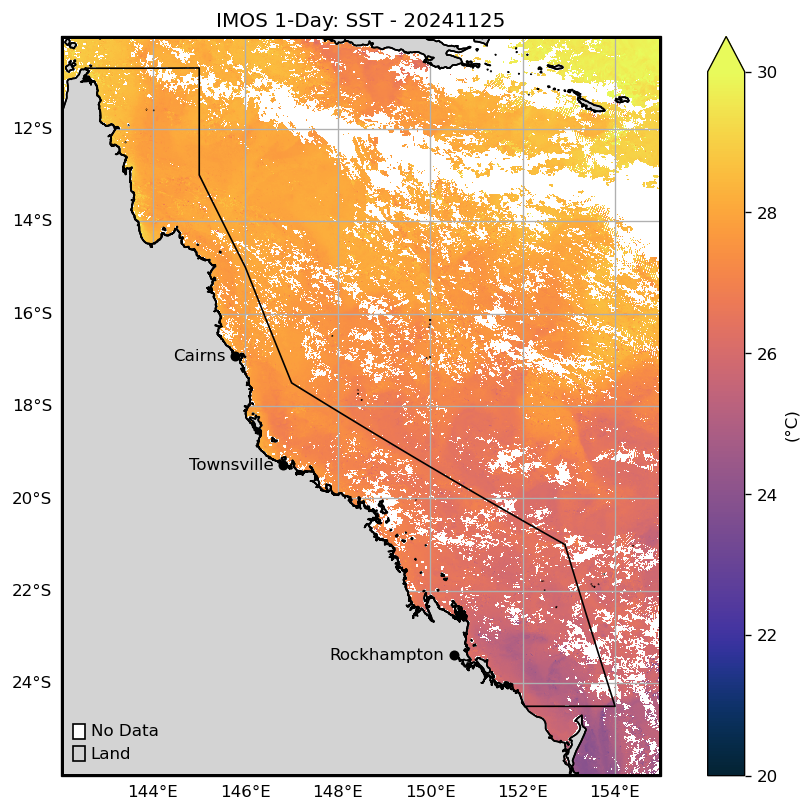 IMOS 1-Day: SST - 20241125
12°S
14°S
16°S
18°S
20°S
22°S
24°S
Cairns
Townsville
Rockhampton
No Data
Land
144°E 146°E 148°E 150°E 152°E 154°E
30
28
26
24
22
20
(°C)